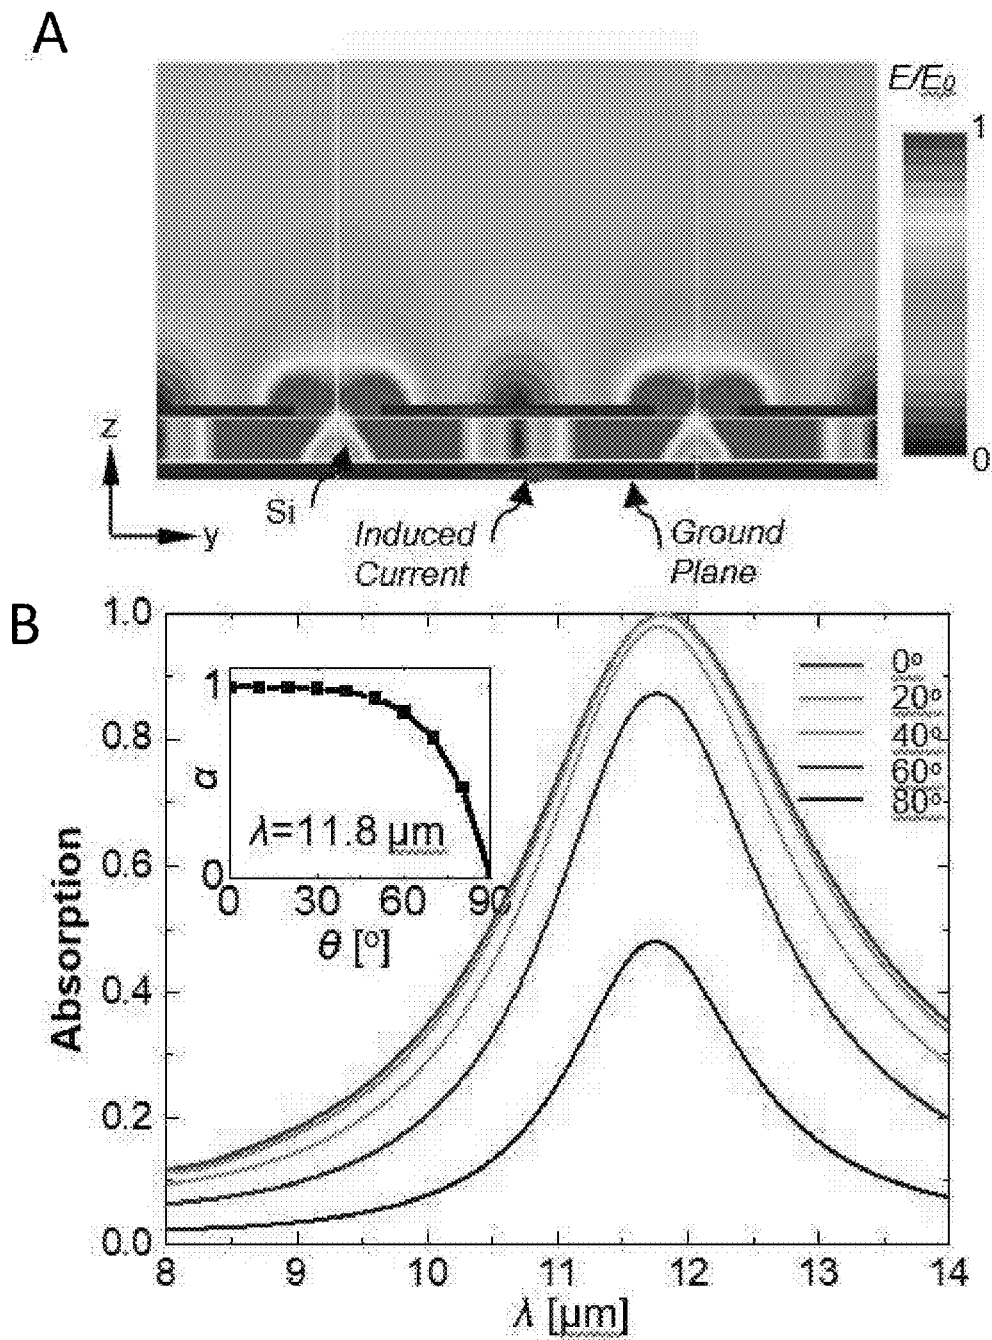 A
E/E0
1
0
z
y
Si
Induced
Current
Ground
Plane
B
1.0
0.8
0.6
0.4
0.2
0.0
Absorption
8
9
10
11
12
13
14
λ [µm]
0°
20°
40°
60°
80°
1
α
0
λ=11.8 µm
0
30
60
90
θ [°]